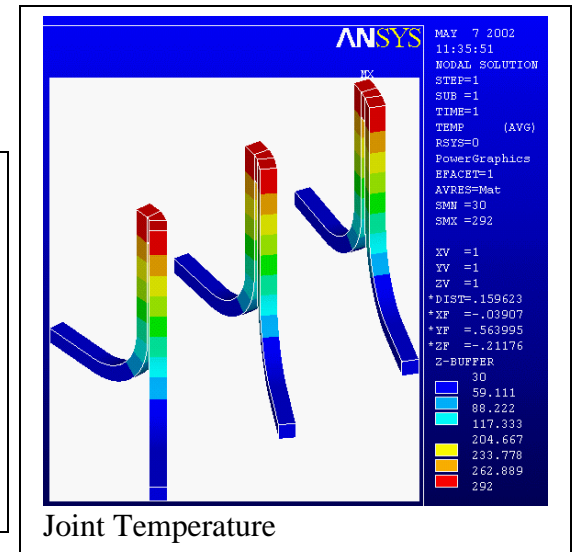 ANSYS
MAY 7 2002
11:35:51
NODAL SOLUTION
STEP=1
SUB =1
TIME=1
TEMP (AVG)
RSYS=0
PowerGraphics
EFACET=1
AVRES=Mat
SMN =30
SMX =292
XV =1
YV =1
ZV =1
*DIST=.159623
*XF =-.03907
*YF =.563995
*ZF =-.21176
Z-BUFFER
30
59.111
88.222
117.333
204.667
233.778
262.889
292
MX
Joint Temperature